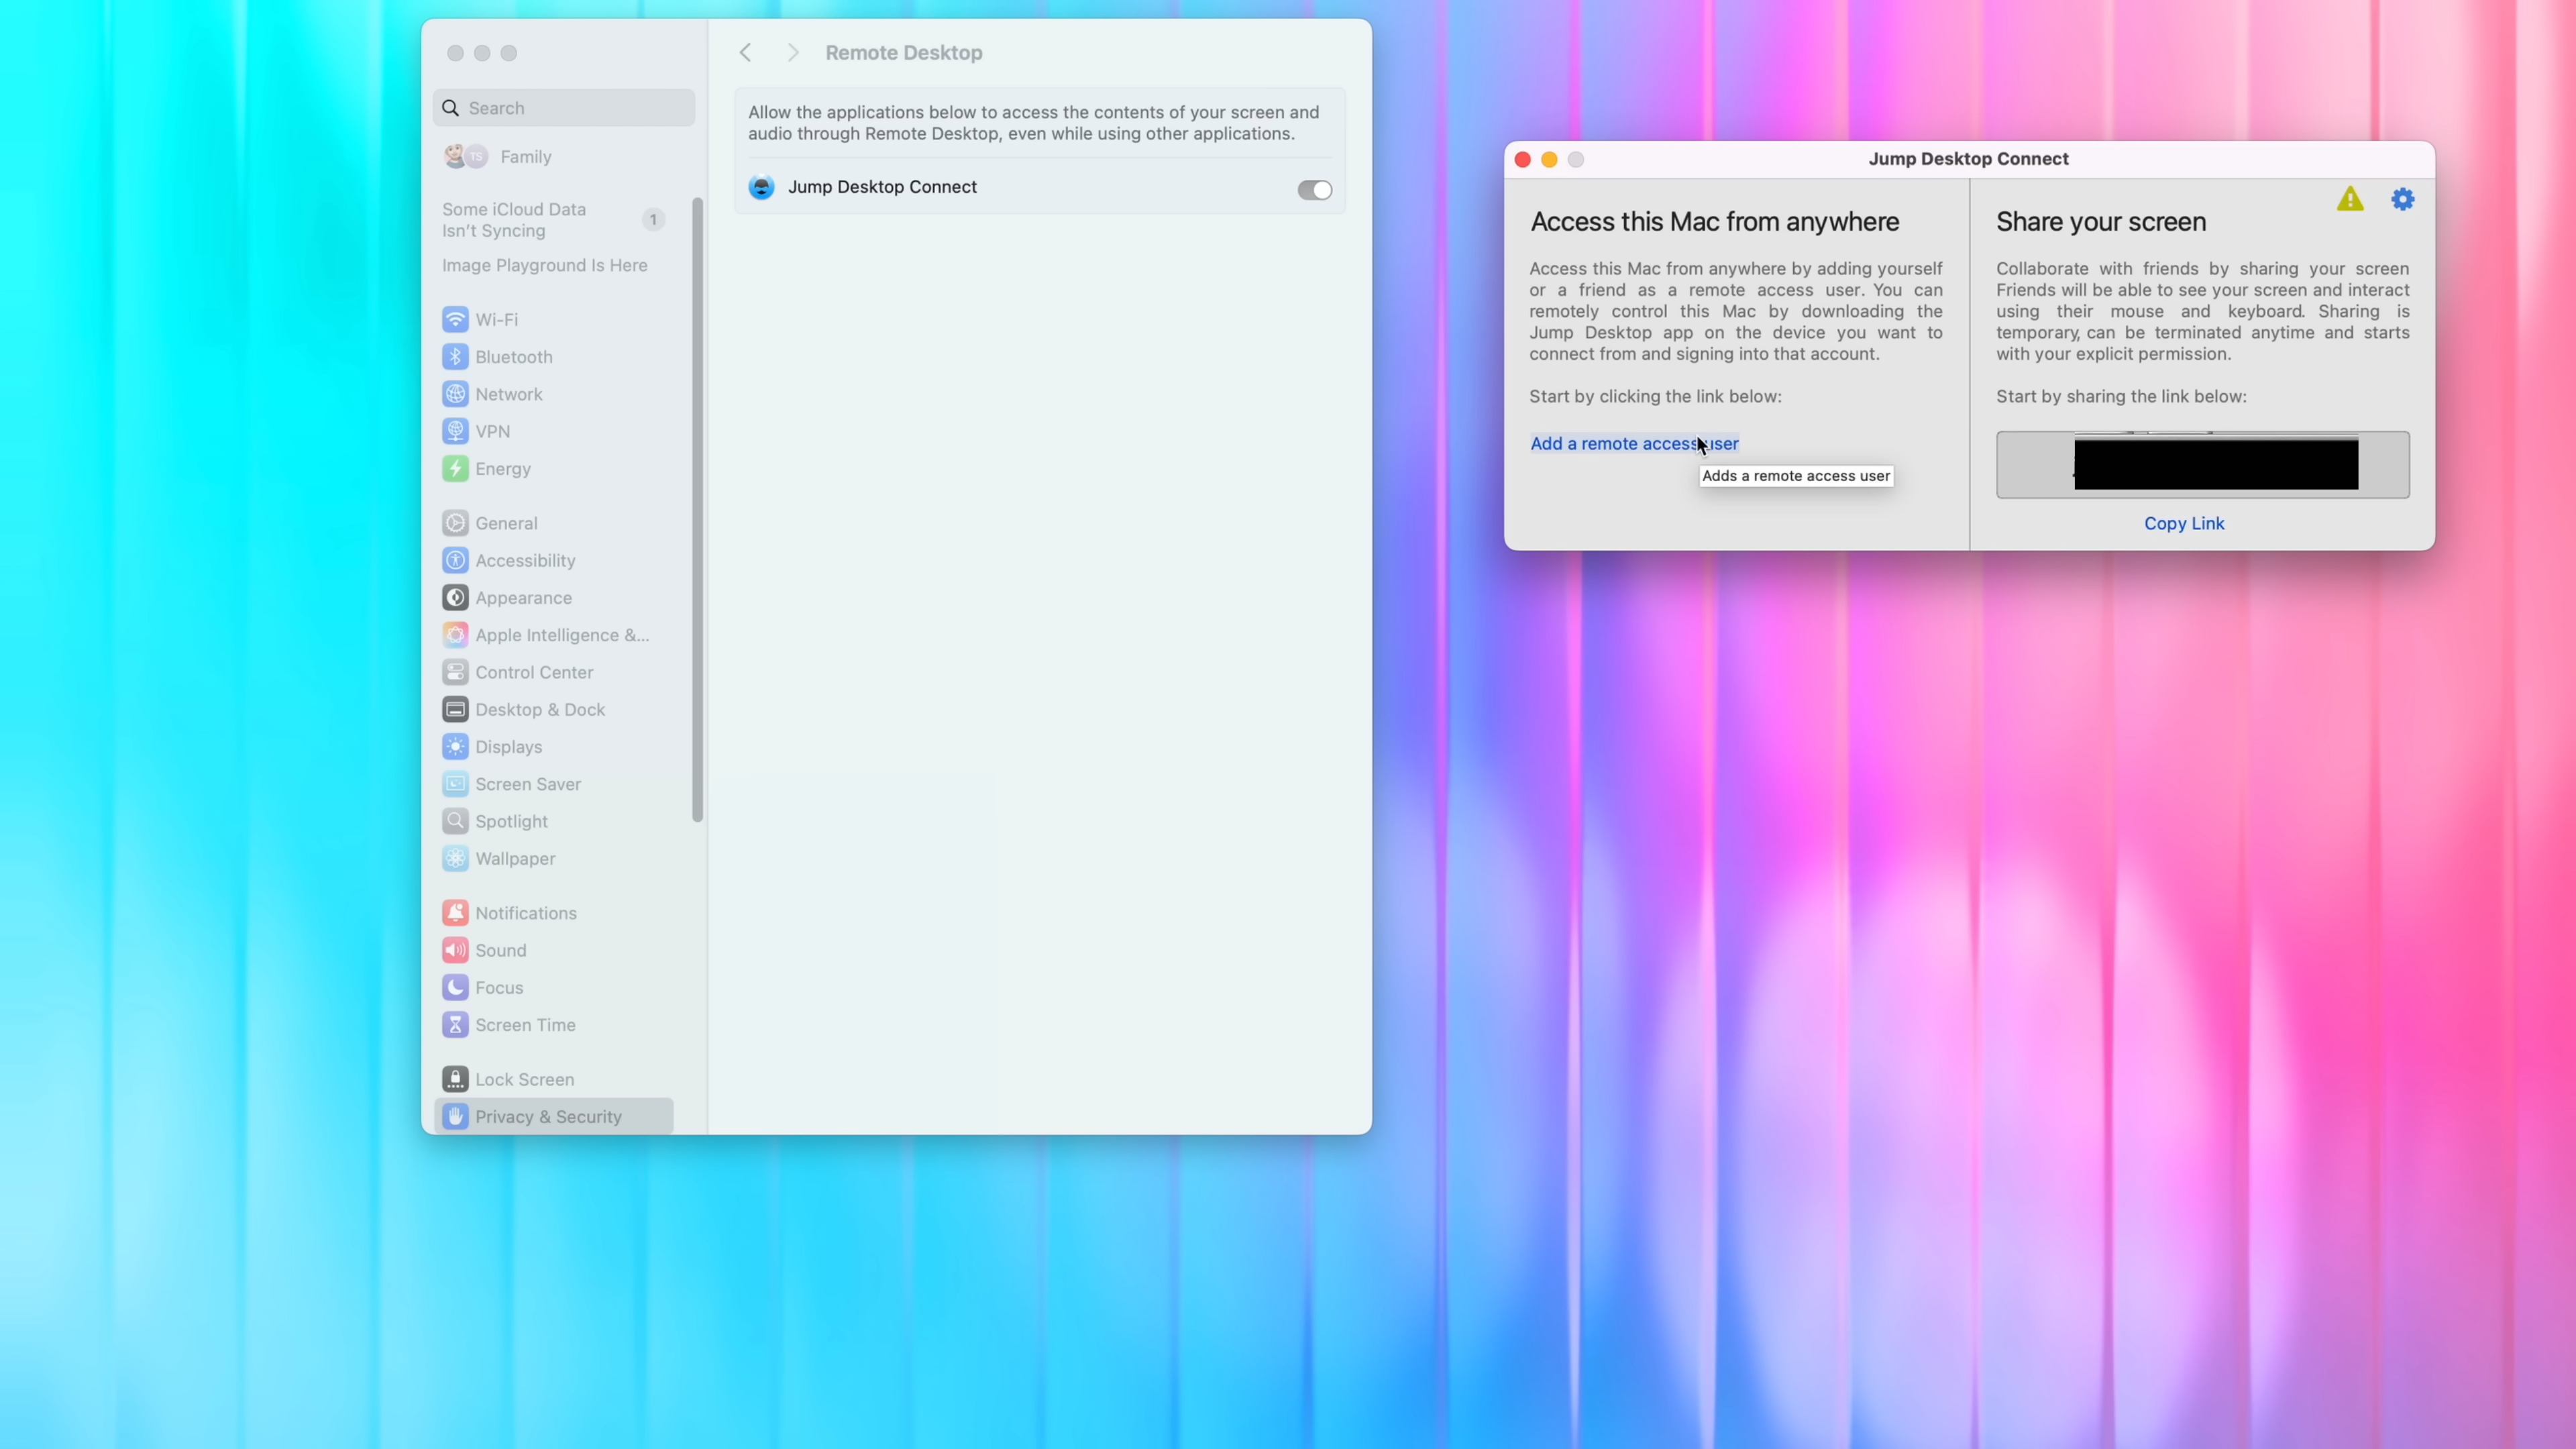 Remote Desktop
Search
TS
Family
Some iCloud Data
Isn't Syncing
1
Image Playground Is Here
Wi-Fi
Bluetooth
Network
VPN
Energy
General
Accessibility
Appearance
Apple Intelligence &...
Control Center
Desktop & Dock
Displays
Screen Saver
Spotlight
Wallpaper
Notifications
Sound
Focus
Screen Time
Lock Screen
Privacy & Security
Allow the applications below to access the contents of your screen and
audio through Remote Desktop, even while using other applications.
Jump Desktop Connect
Jump Desktop Connect
Access this Mac from anywhere
Access this Mac from anywhere by adding yourself
or a friend as a remote access user. You can
remotely control this Mac by downloading the
Jump Desktop app on the device you want to
connect from and signing into that account.
Start by clicking the link below:
Add a remote access user
Adds a remote access user
Share your screen
Collaborate with friends by sharing your screen
Friends will be able to see your screen and interact
using their mouse and keyboard. Sharing is
temporary, can be terminated anytime and starts
with your explicit permission.
Start by sharing the link below:
Copy Link